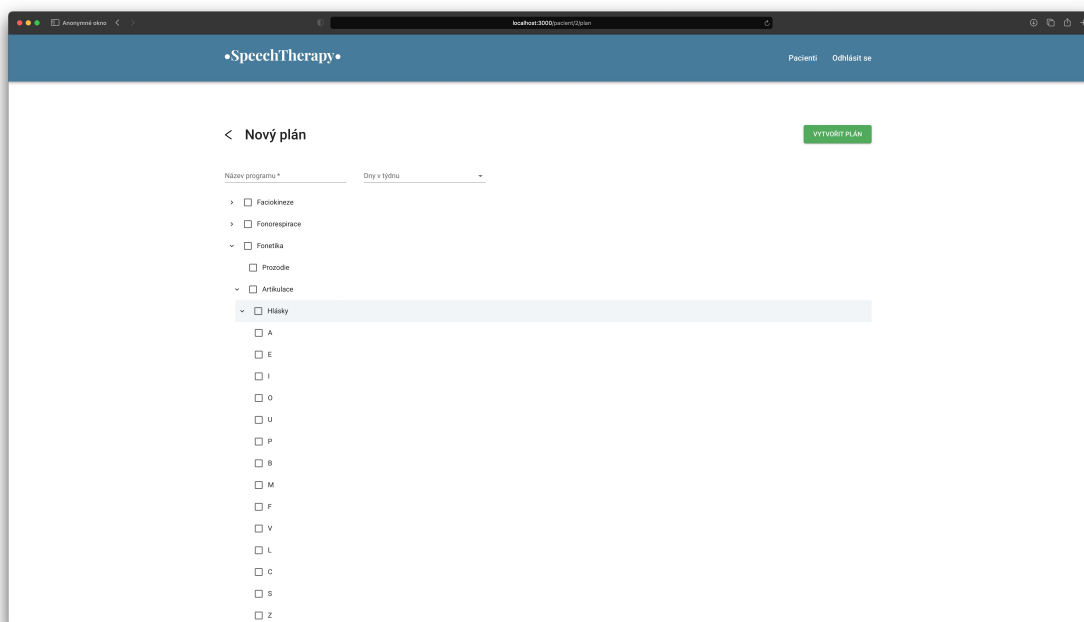 Anonymní okno
localhost:3000/pacient/2/plan
•SpeechTherapy•
Pacienti Odhlásit se
Nový plán
VYTVOŘIT PLÁN
Název programu *
Dny v týdnu
Faciokineze
Fonorespirace
Fonetika
Prozodie
Artikulace
Hlásky
A
E
I
O
U
P
B
M
F
V
L
C
S
Z